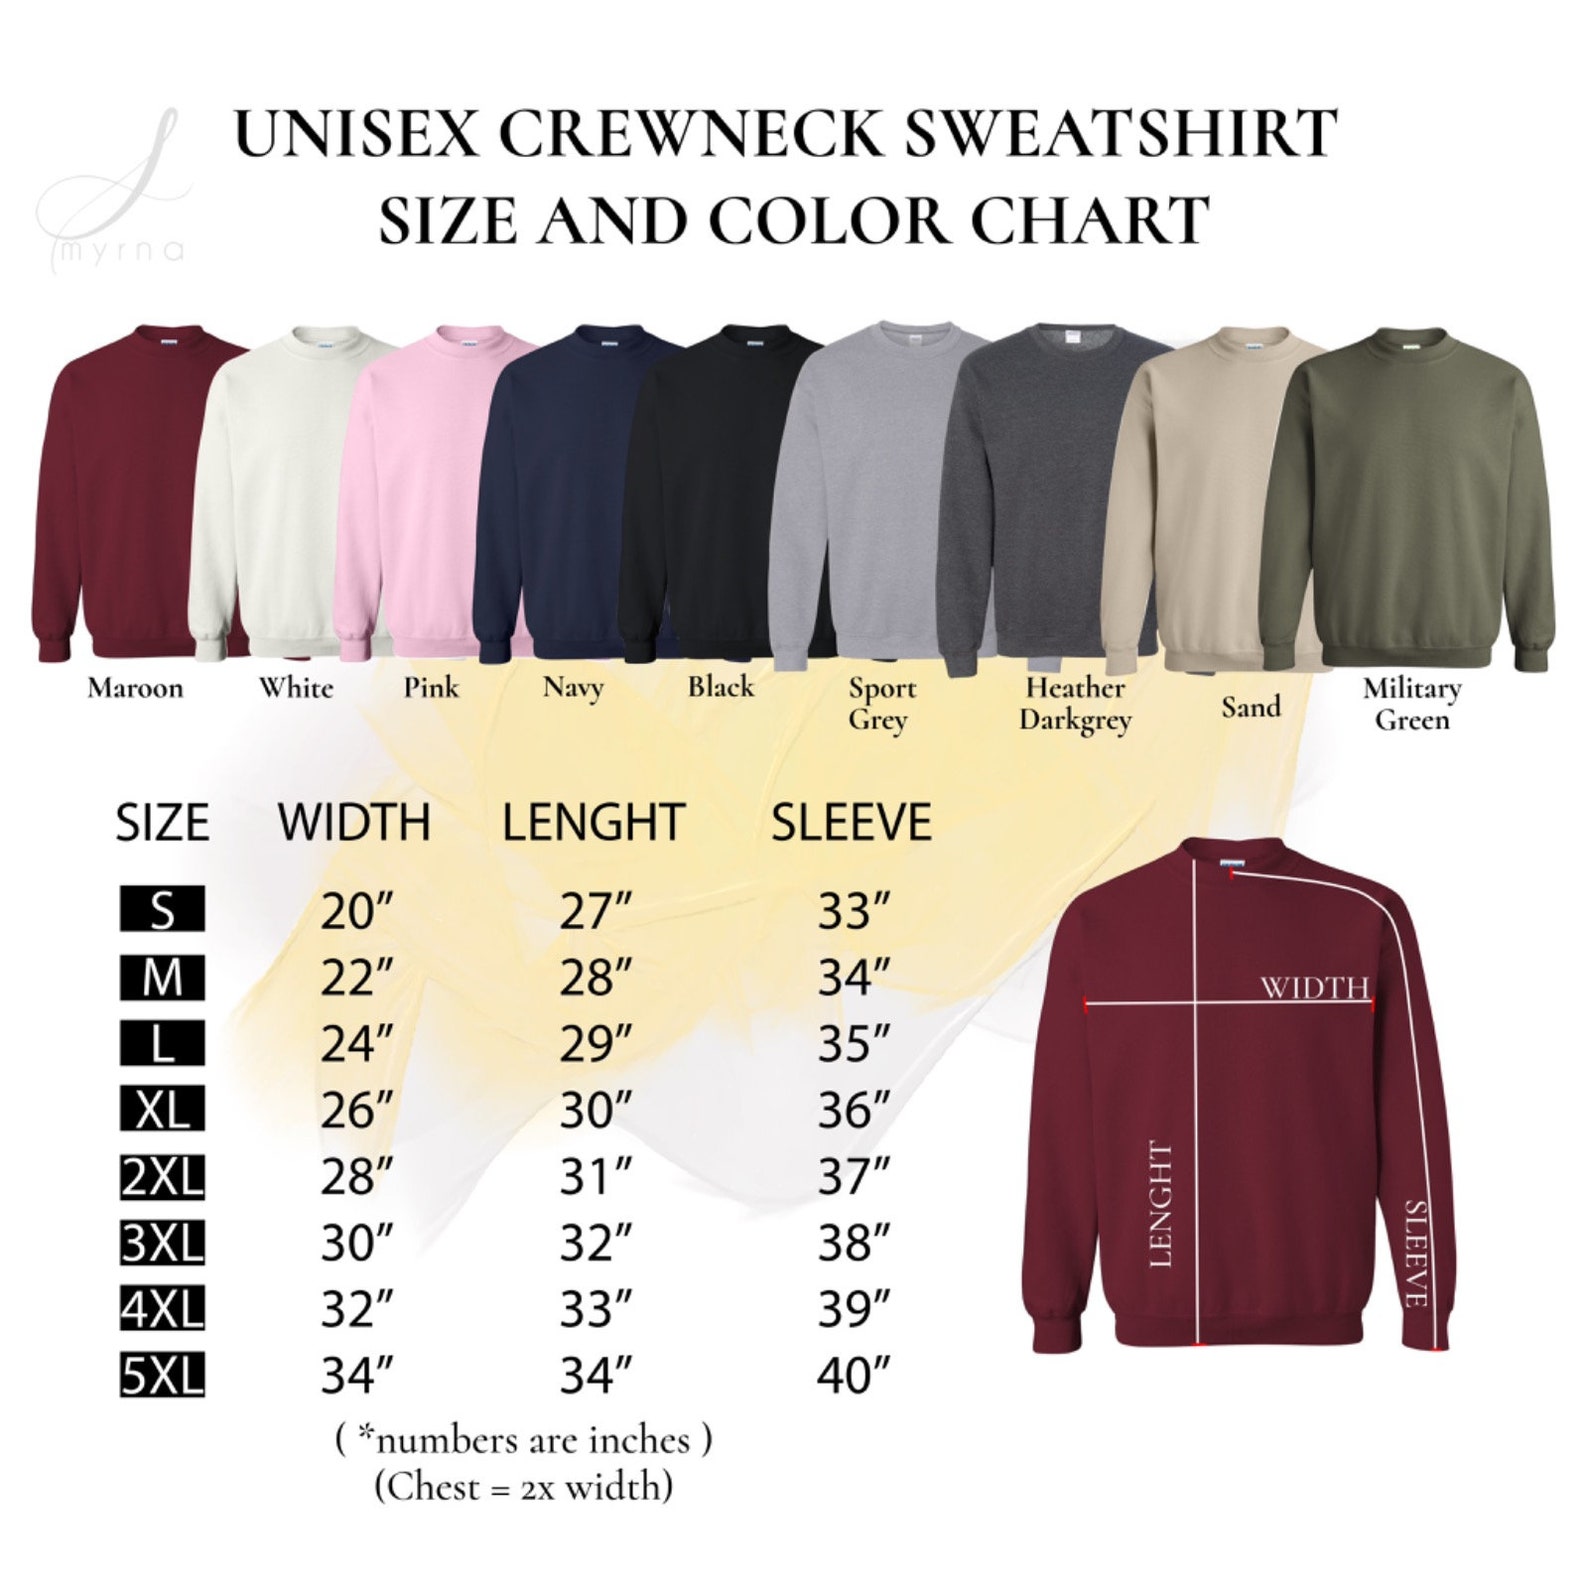 myrna
UNISEX CREWNECK SWEATSHIRT
SIZE AND COLOR CHART
Maroon
White
Pink
Navy
Black
Sport
Grey
Heather
Darkgrey
Sand
Military
Green
SIZE WIDTH LENGHT SLEEVE
S 20” 27” 33”
M 22” 28” 34”
L 24” 29” 35”
XL 26” 30” 36”
2XL 28” 31” 37”
3XL 30” 32” 38”
4XL 32” 33” 39”
5XL 34” 34” 40”
( *numbers are inches )
(Chest = 2x width)
WIDTH
LENGHT
SLEEVE